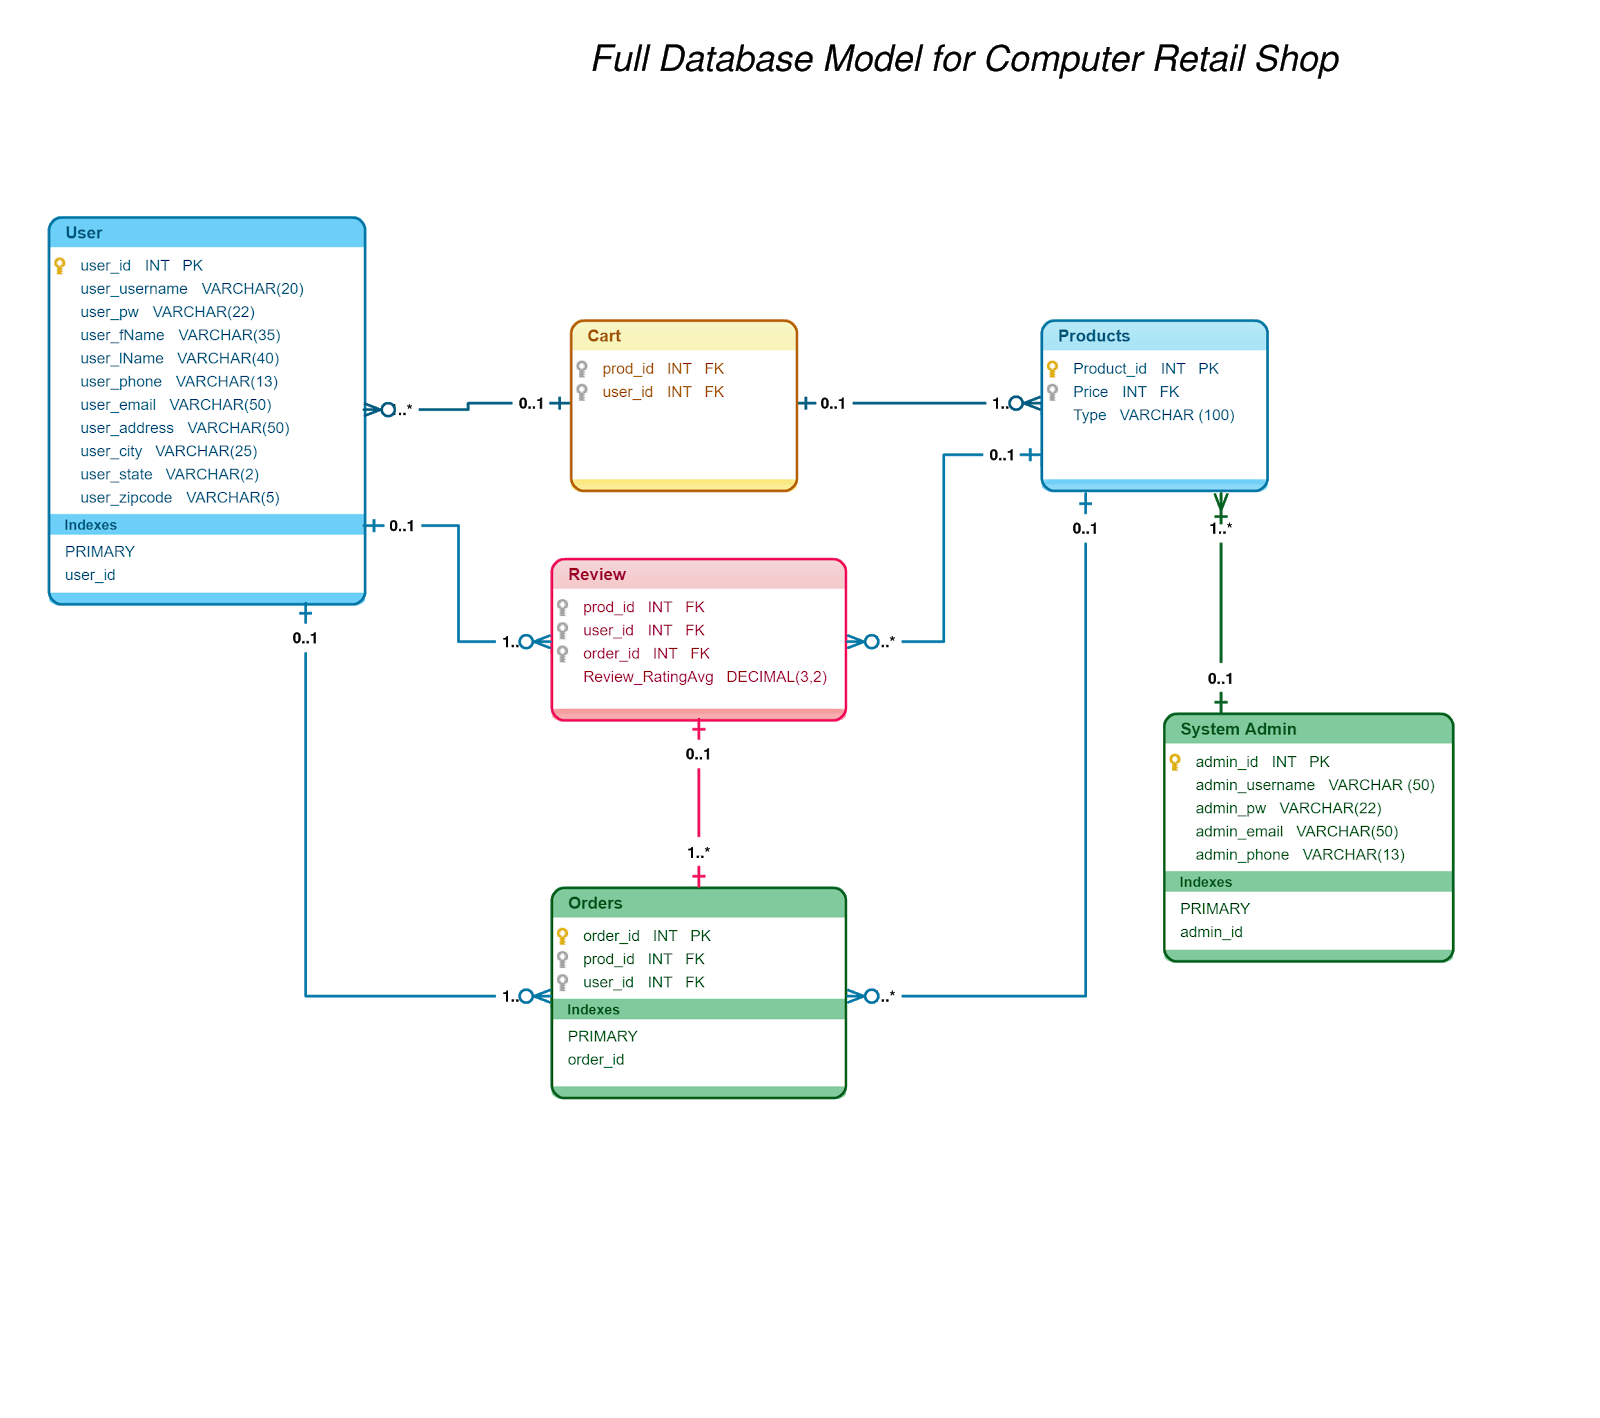 Full Database Model for Computer Retail Shop
User
user_id INT PK
user_username VARCHAR(20)
user_pw VARCHAR(22)
user_fName VARCHAR(35)
user_lName VARCHAR(40)
user_phone VARCHAR(13)
user_email VARCHAR(50)
user_address VARCHAR(50)
user_city VARCHAR(25)
user_state VARCHAR(2)
user_zipcode VARCHAR(5)
Indexes
PRIMARY
user_id
..*
0..1
Cart
prod_id INT FK
user_id INT FK
0..1
1..
Products
Product_id INT PK
Price INT FK
Type VARCHAR (100)
0..1
1..
0..1
..*
Review
prod_id INT FK
user_id INT FK
order_id INT FK
Review_RatingAvg DECIMAL(3,2)
0..1
0..1
1..*
0..1
0..1
1..*
System Admin
admin_id INT PK
admin_username VARCHAR (50)
admin_pw VARCHAR(22)
admin_email VARCHAR(50)
admin_phone VARCHAR(13)
Indexes
PRIMARY
admin_id
Orders
order_id INT PK
prod_id INT FK
user_id INT FK
Indexes
PRIMARY
order_id
1..
..*